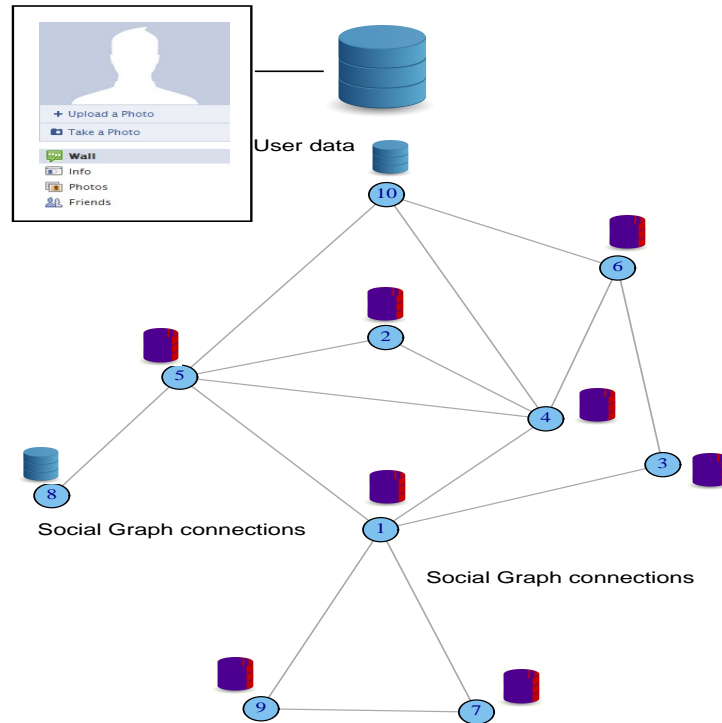 + Upload a Photo
Take a Photo
Wall
Info
Photos
Friends
User data
10
6
2
5
4
3
8
1
Social Graph connections
Social Graph connections
9
7